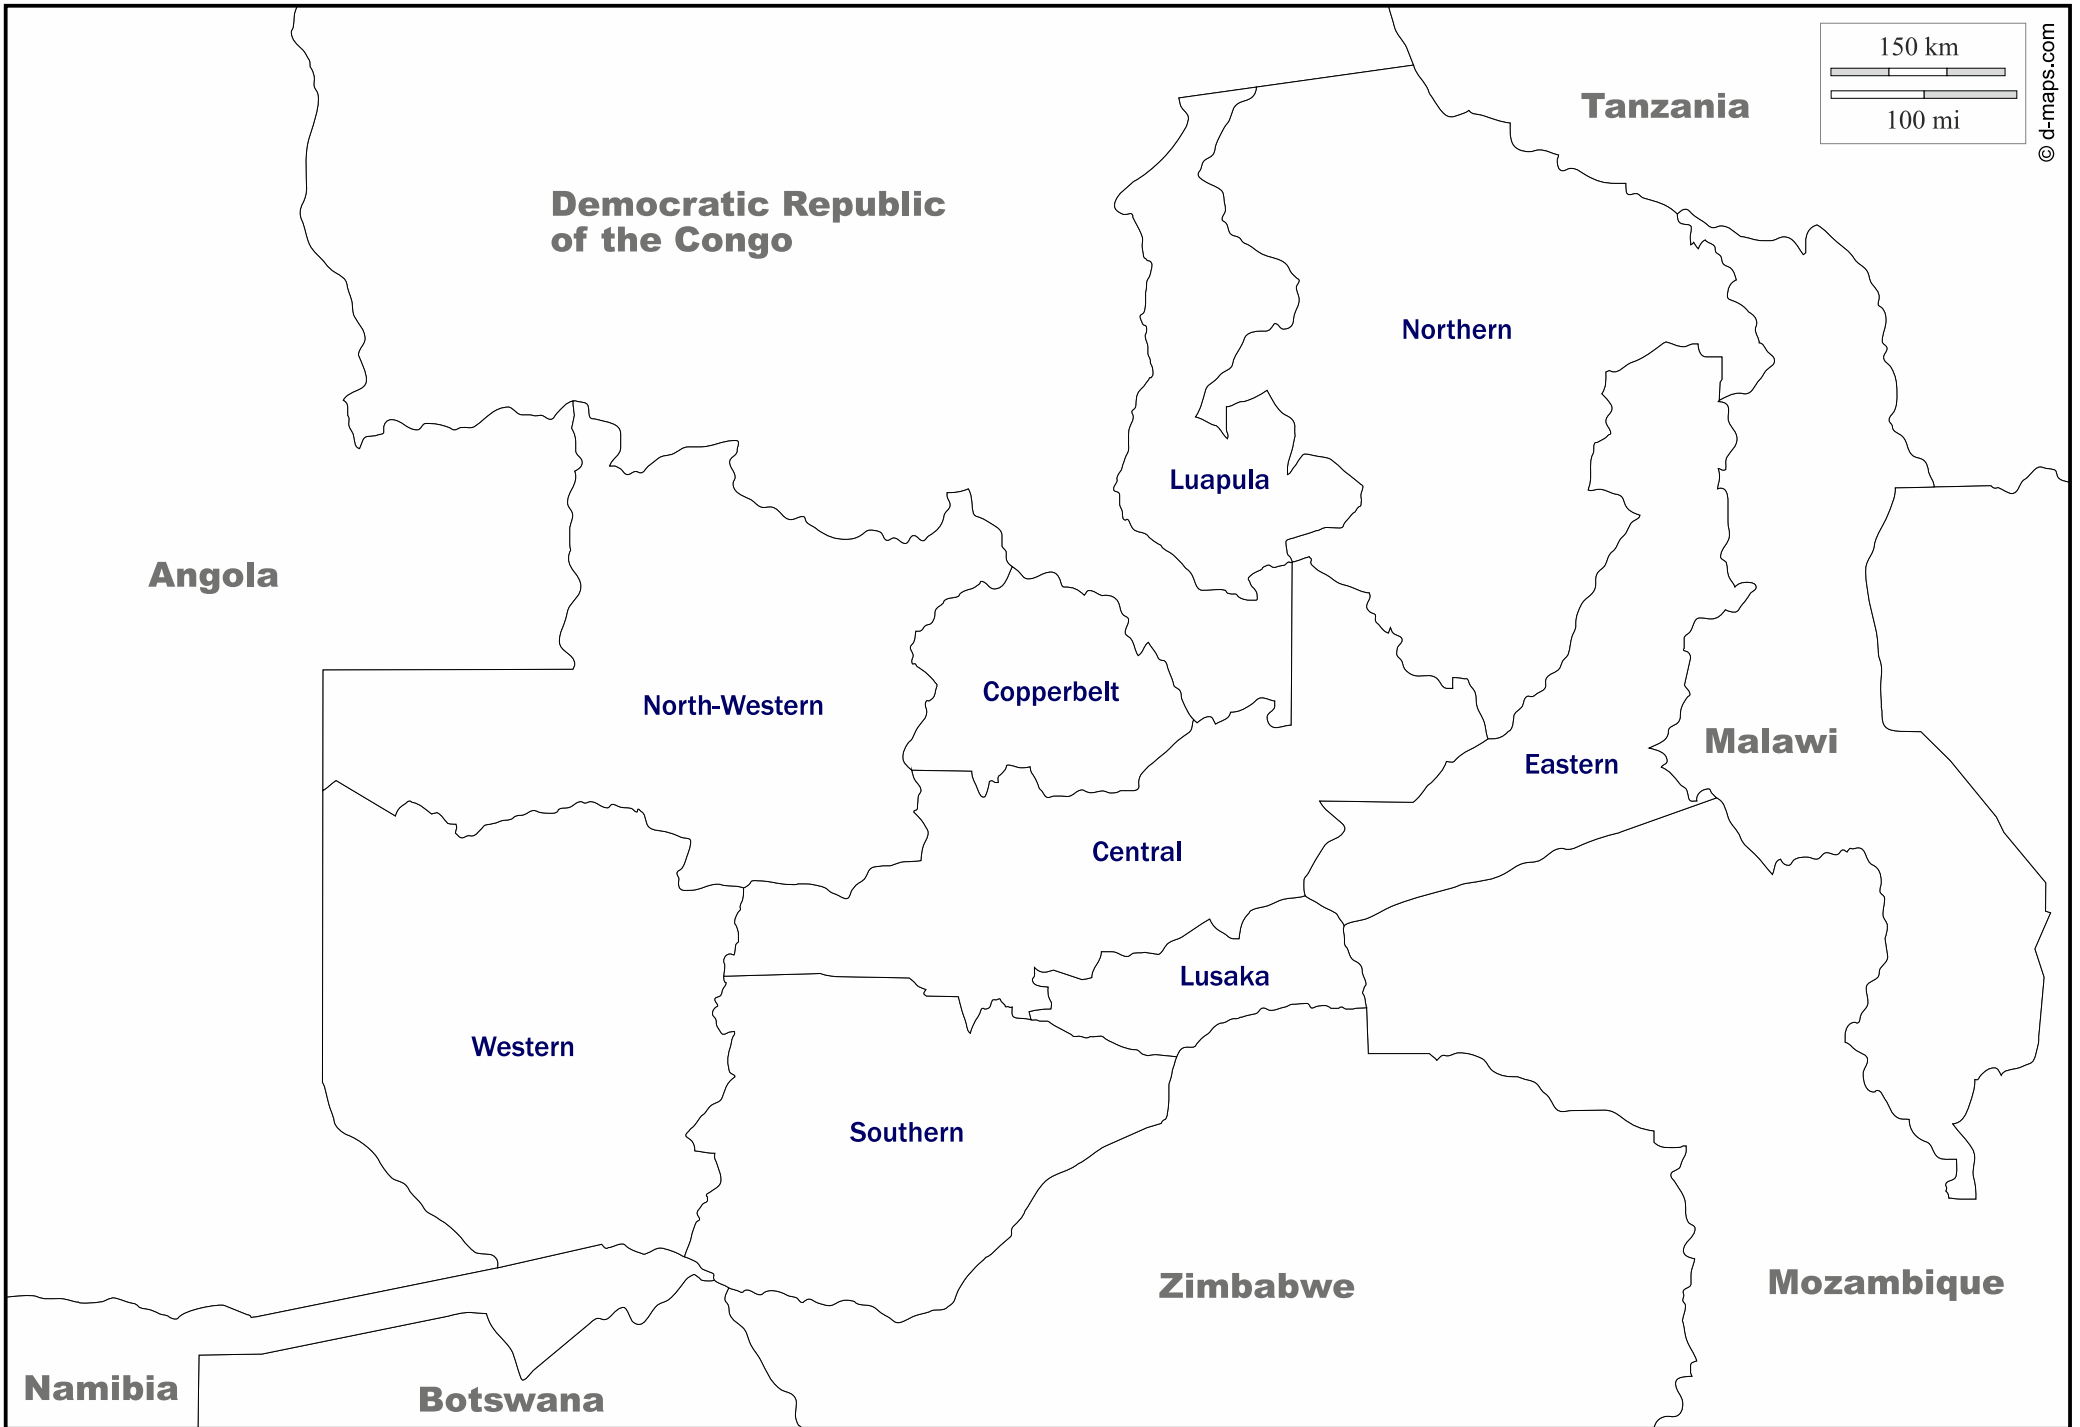 150 km
100 mi
© d-maps.com
Tanzania
Democratic Republic
of the Congo
Northern
Luapula
Angola
Copperbelt
North-Western
Malawi
Eastern
Central
Lusaka
Western
Southern
Zimbabwe
Mozambique
Namibia
Botswana